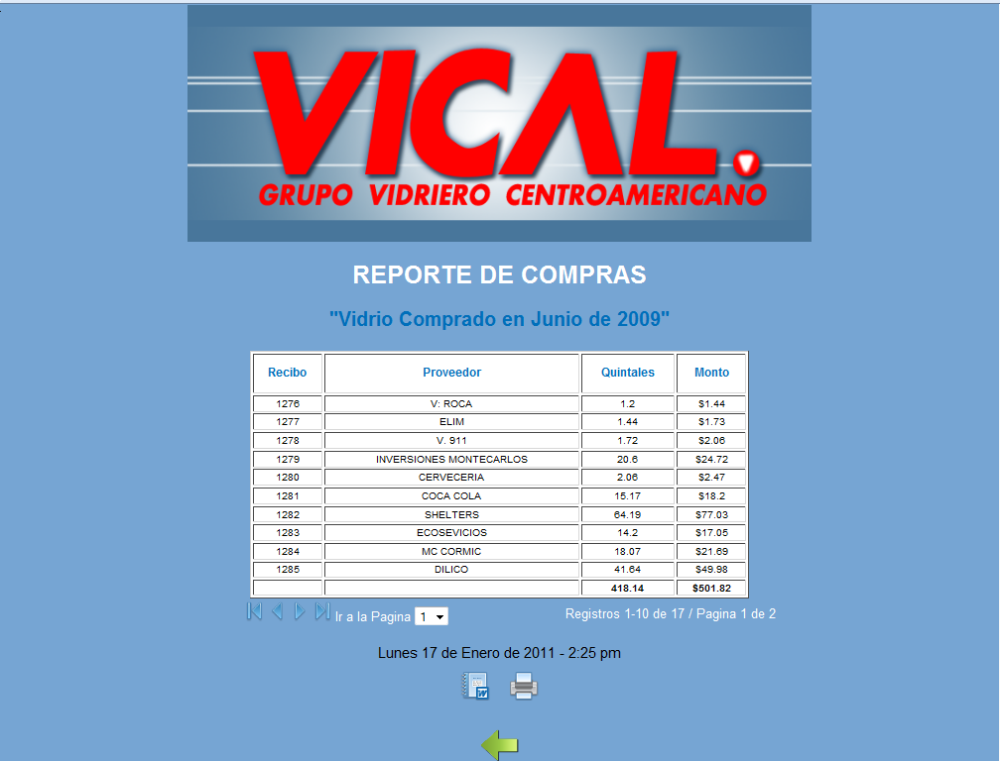 VICAL.
GRUPO VIDRIERO CENTROAMERICANO
REPORTE DE COMPRAS
"Vidrio Comprado en Junio de 2009"
Recibo Proveedor Quintales Monto
1276 V: ROCA 1.2 $1.44
1277 ELIM 1.44 $1.73
1278 V. 911 1.72 $2.06
1279 INVERSIONES MONTECARLOS 20.6 $24.72
1280 CERVECERIA 2.06 $2.47
1281 COCA COLA 15.17 $18.2
1282 SHELTERS 64.19 $77.03
1283 ECOSEVICIOS 14.2 $17.05
1284 MC CORMIC 18.07 $21.69
1285 DILICO 41.64 $49.98
418.14 $501.82
Ir a la Pagina 1 Registros 1-10 de 17 / Pagina 1 de 2
Lunes 17 de Enero de 2011 - 2:25 pm